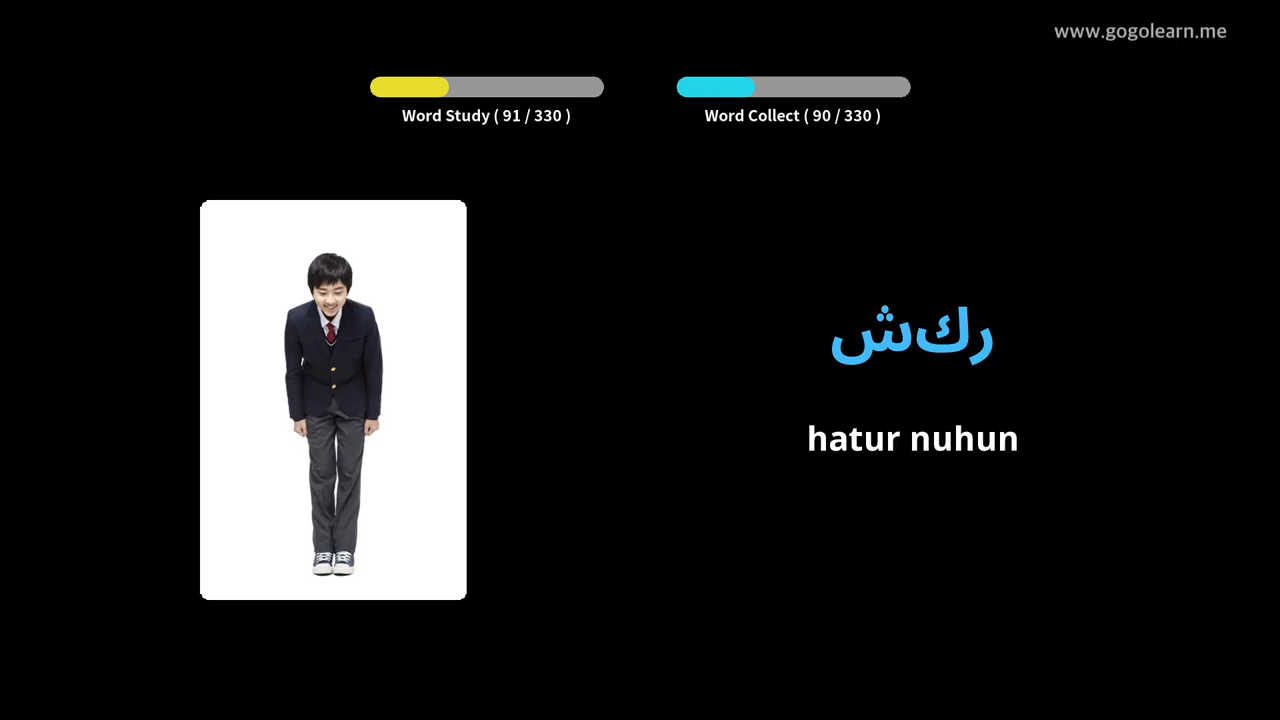 www.gogolearn.me
Word Study ( 91 / 330 )
Word Collect ( 90 / 330 )
ركش
hatur nuhun